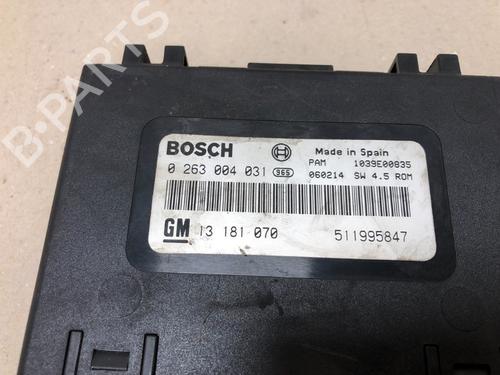 BOSCH
Made in Spain
PAM 1039E00835
0 263 004 031 965
060214 SW 4.5 ROM
GM 13 181 070
511995847
B-PARTS